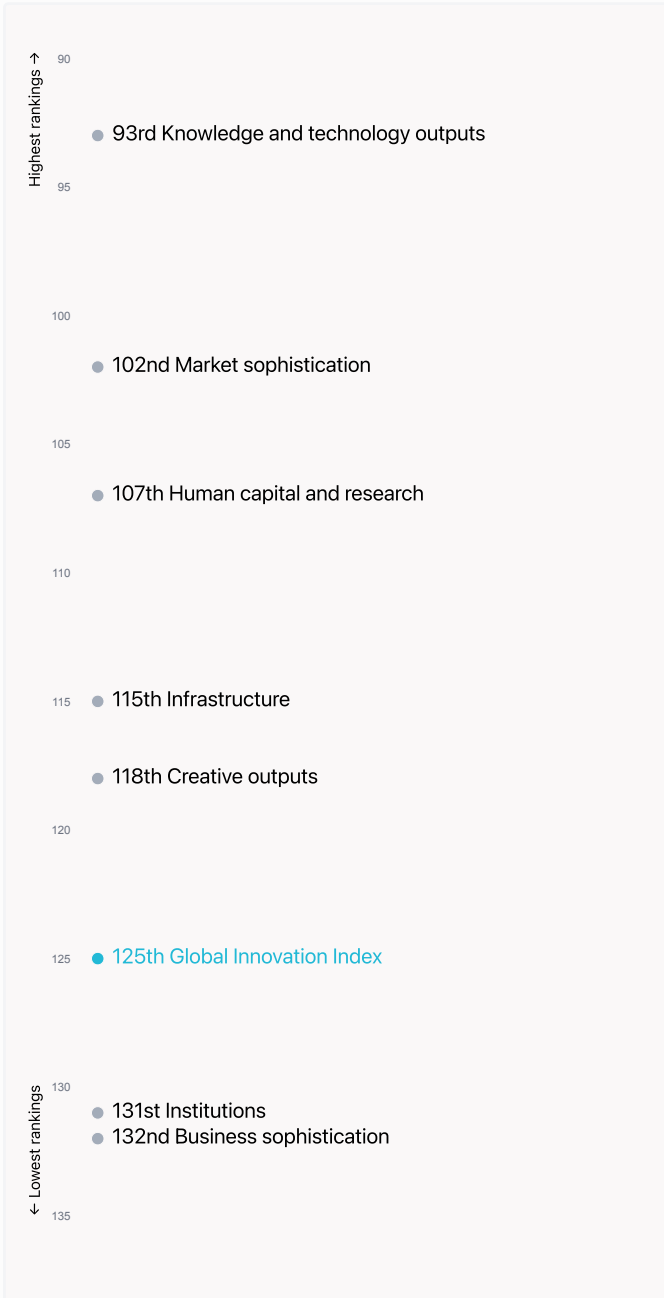 Highest rankings →
90
93rd Knowledge and technology outputs
95
100
102nd Market sophistication
105
107th Human capital and research
110
115
115th Infrastructure
118th Creative outputs
120
125
125th Global Innovation Index
130
← Lowest rankings
131st Institutions
132nd Business sophistication
135